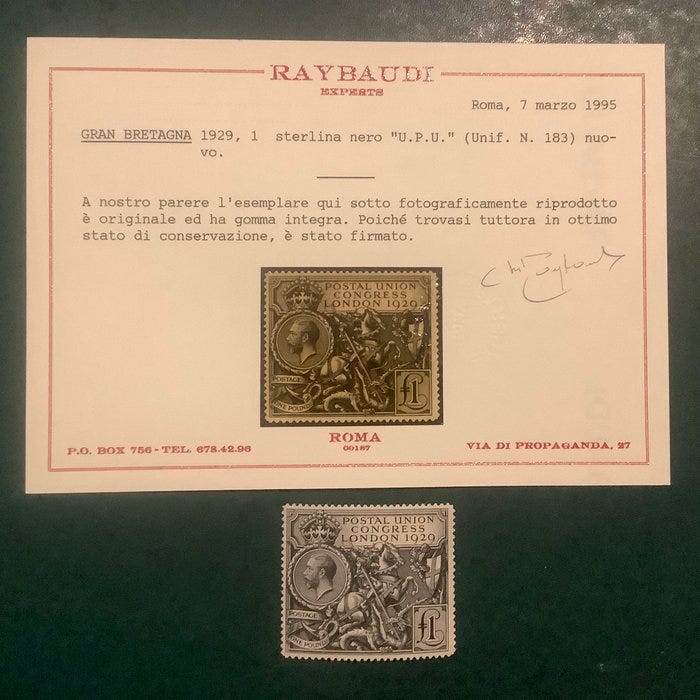 RAYBAUDI
EXPERTS
Roma, 7 marzo 1995
GRAN BRETAGNA 1929, 1 sterlina nero "U.P.U." (Unif. N. 183) nuo-
vo.
A nostro parere l'esemplare qui sotto fotograficamente riprodotto
è originale ed ha gomma integra. Poiché trovasi tuttora in ottimo
stato di conservazione, è stato firmato.
POSTAL UNION
CONGRESS
LONDON 1929
POSTAGE
ONE POUND
£1
ROMA
00187
P.O. BOX 756 - TEL. 678.42.96
VIA DI PROPAGANDA, 27
POSTAL UNION
CONGRESS
LONDON 1929
POSTAGE
ONE POUND
£1